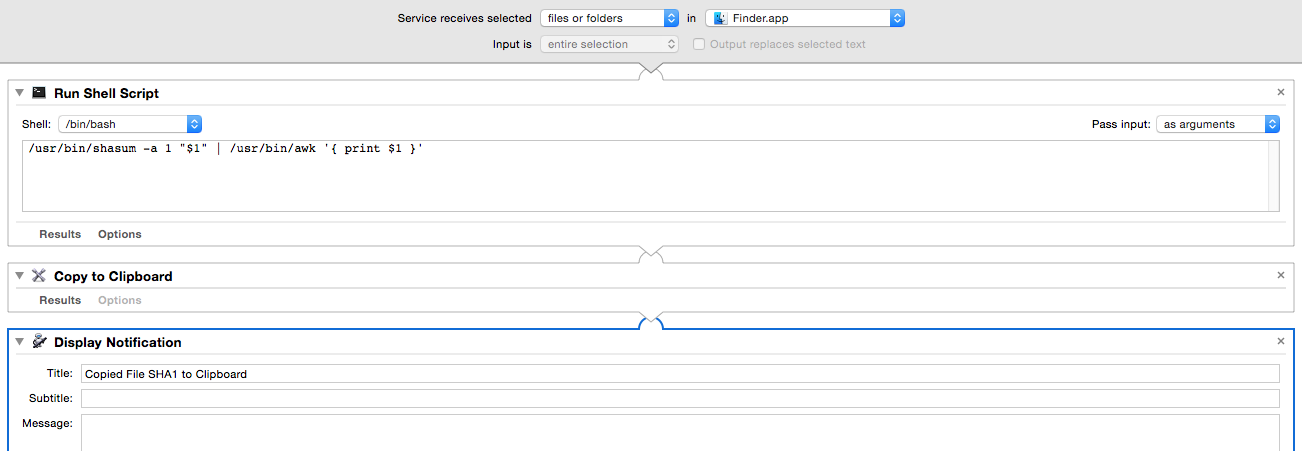 Service receives selected files or folders in Finder.app
Input is entire selection Output replaces selected text
Run Shell Script
Shell: /bin/bash Pass input: as arguments
/usr/bin/shasum -a 1 "$1" | /usr/bin/awk '{ print $1 }'
Results Options
Copy to Clipboard
Results Options
Display Notification
Title: Copied File SHA1 to Clipboard
Subtitle:
Message: